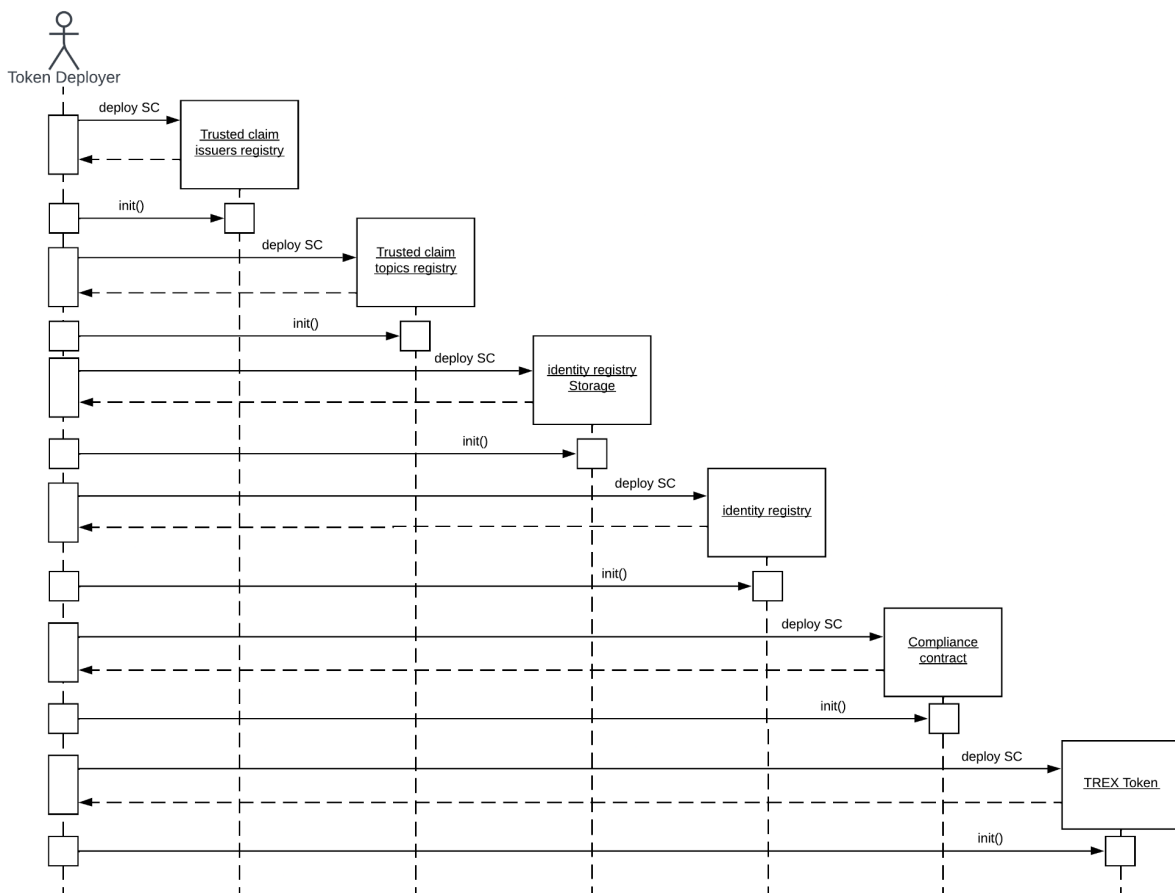 Token Deployer
deploy SC
Trusted claim
issuers registry
init()
deploy SC
Trusted claim
topics registry
init()
deploy SC
identity registry
Storage
init()
deploy SC
identity registry
init()
deploy SC
Compliance
contract
init()
deploy SC
TREX Token
init()